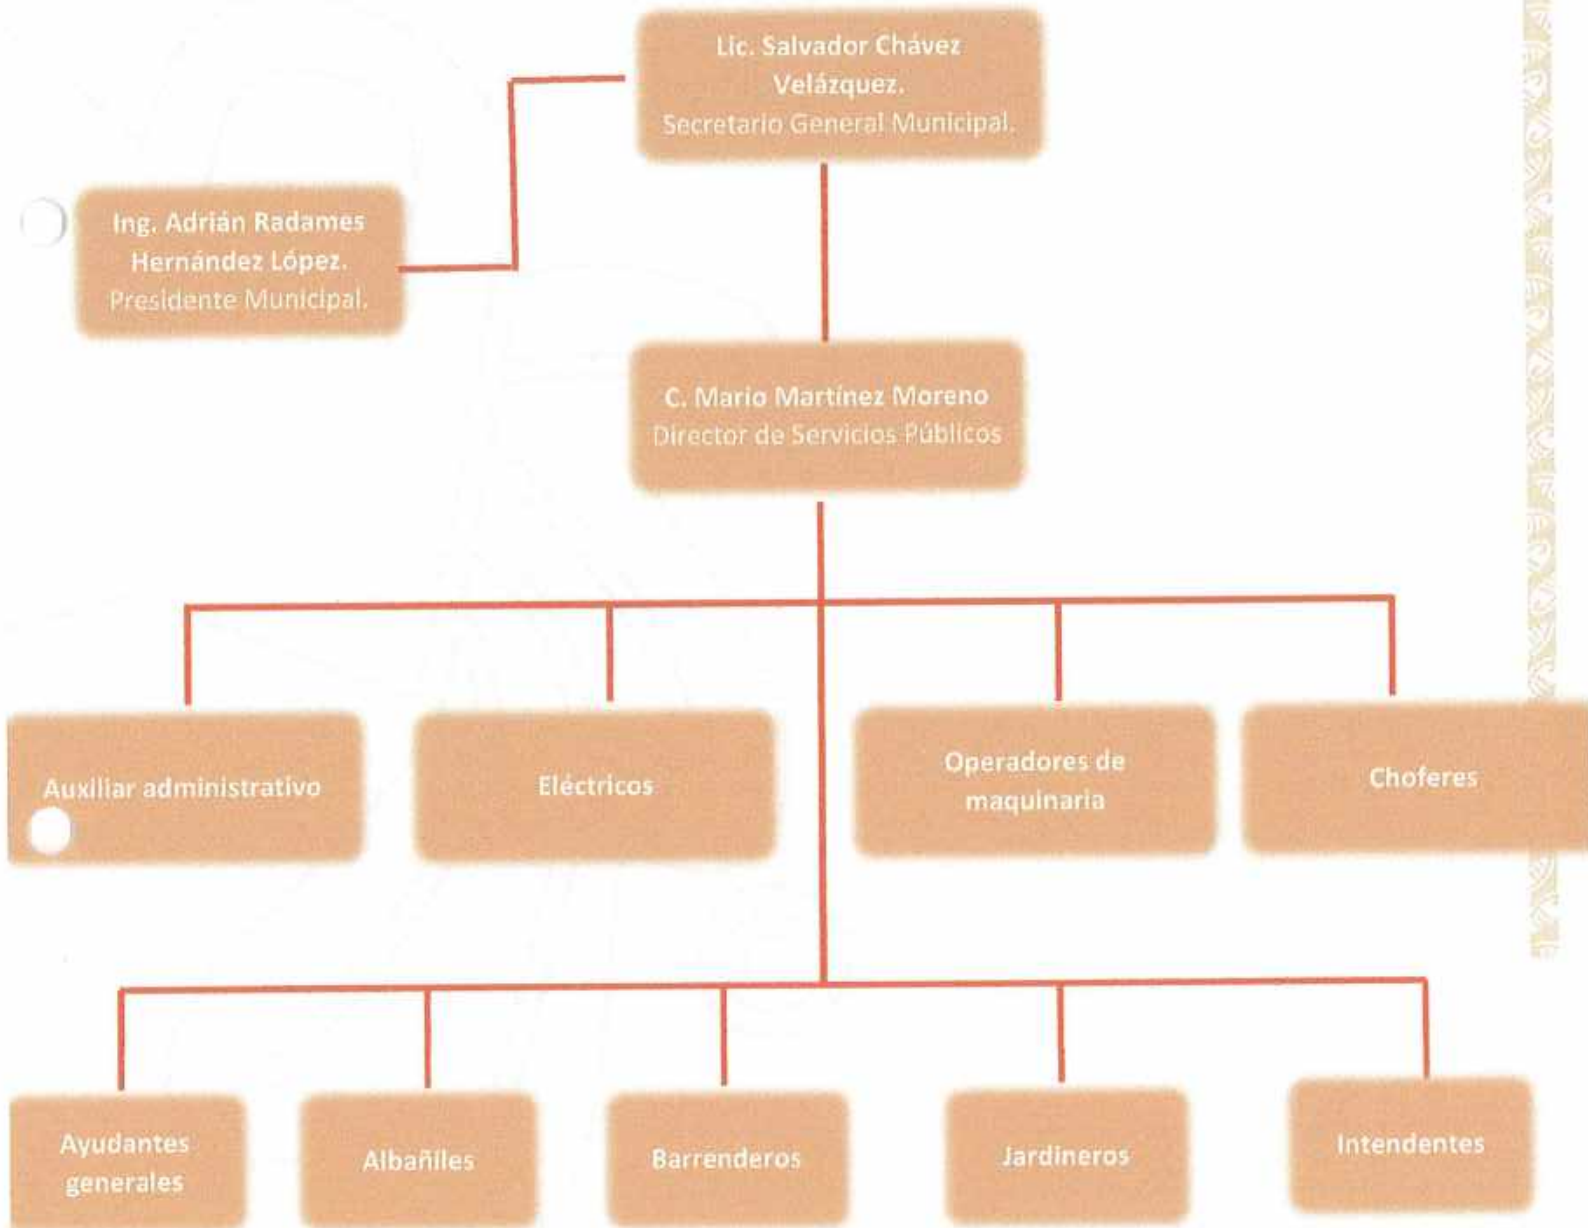 Lic. Salvador Chávez
Velázquez.
Secretario General Municipal.
Ing. Adrián Radames
Hernández López.
Presidente Municipal.
C. Mario Martínez Moreno
Director de Servicios Públicos
Auxiliar administrativo
Eléctricos
Operadores de
maquinaria
Choferes
Ayudantes
generales
Albañiles
Barrenderos
Jardineros
Intendentes